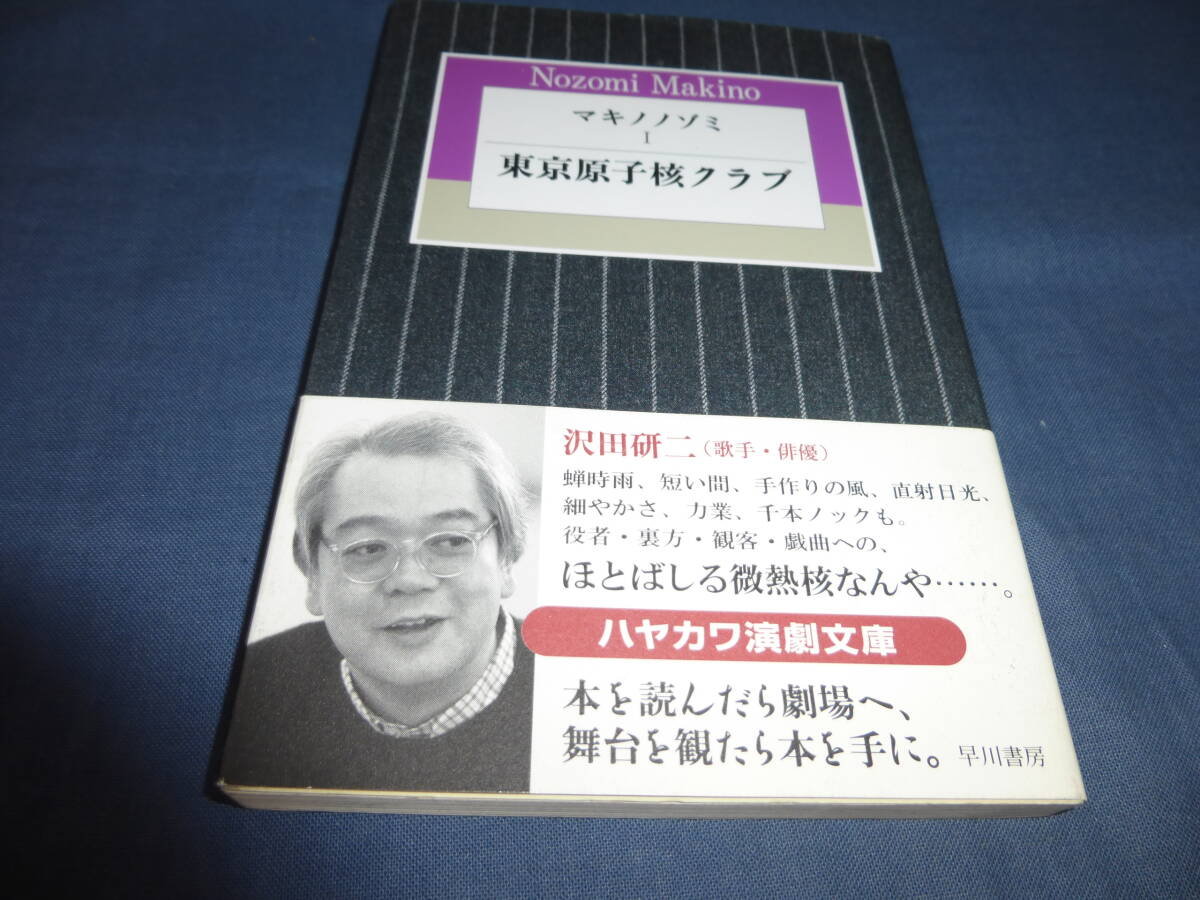 Nozomi Makino
マキノノゾミ
I
東京原子核クラブ
沢田研二（歌手・俳優）
蝉時雨、短い間、手作りの風、直射日光、
細やかさ、力業、千本ノックも。
役者・裏方・観客・戯曲への、
ほとばしる微熱核なんや……。
ハヤカワ演劇文庫
本を読んだら劇場へ、
舞台を観たら本を手に。 早川書房